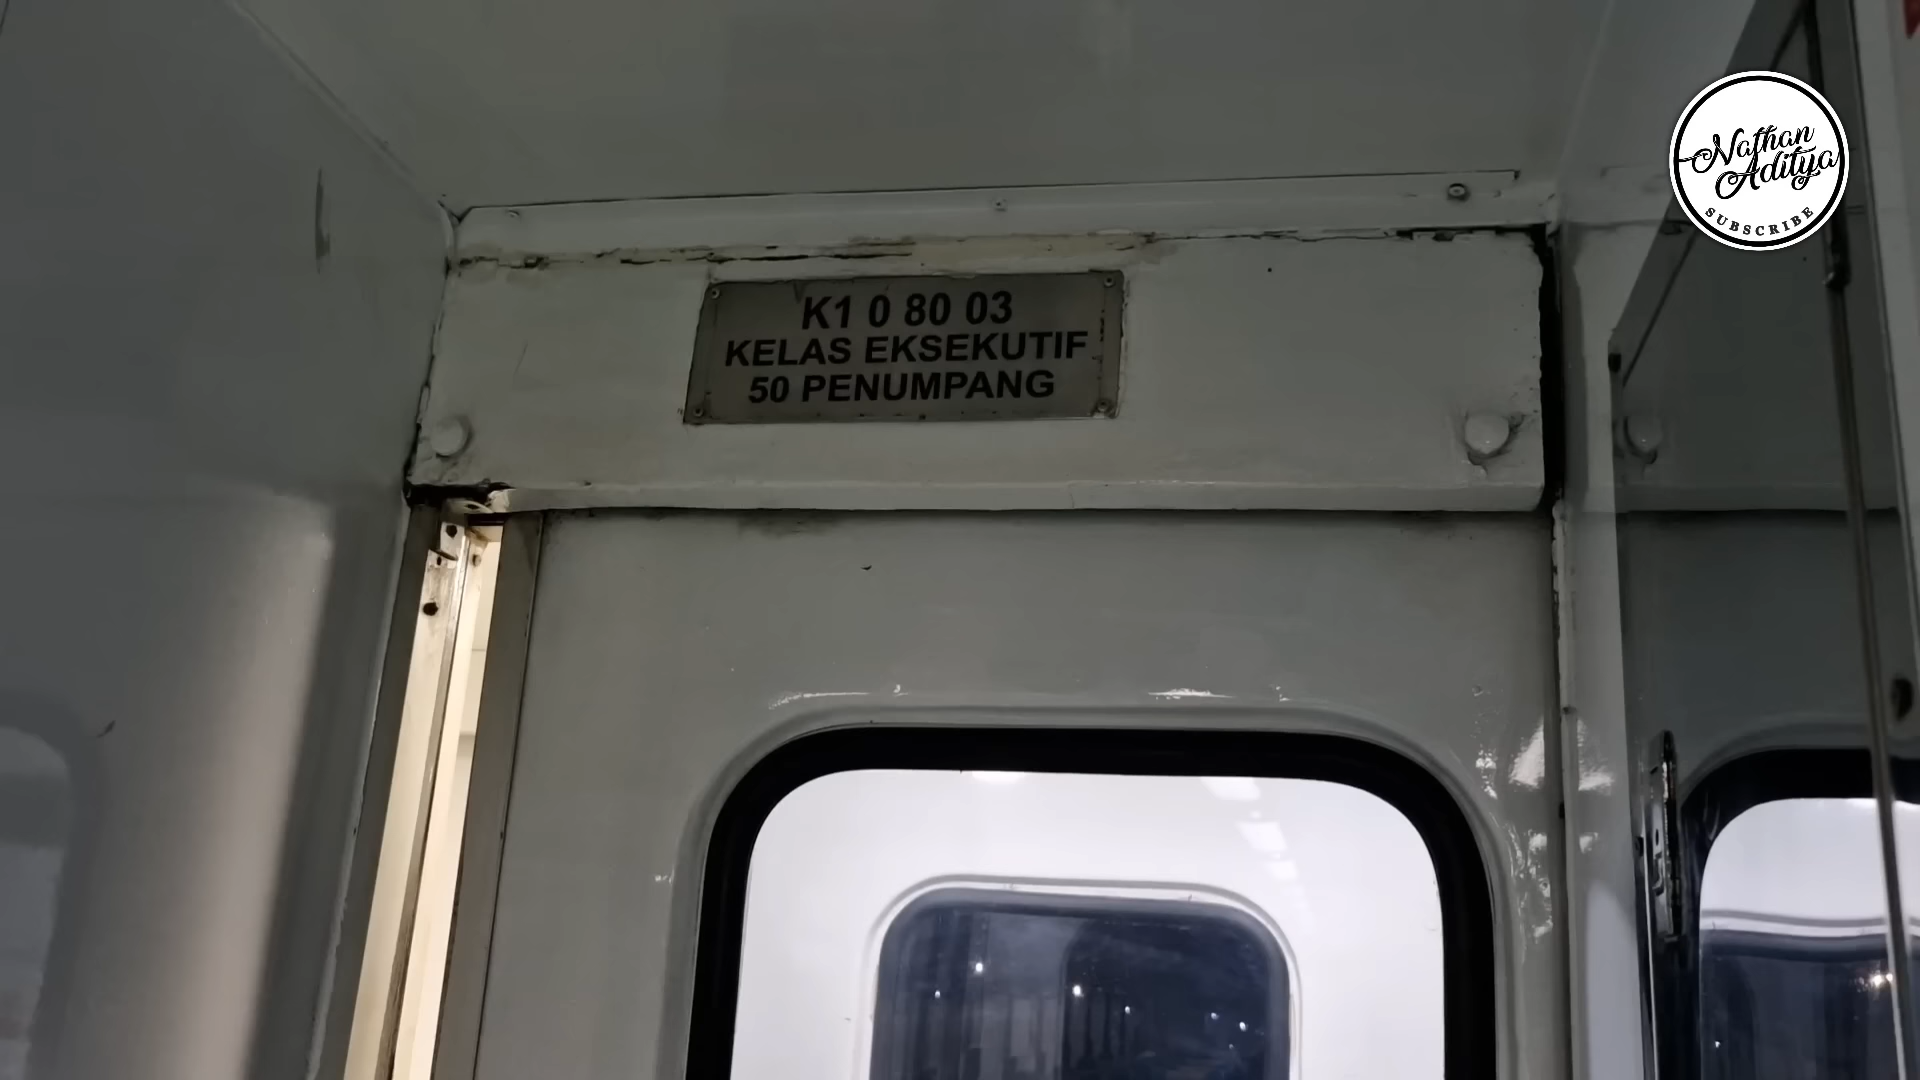 K1 0 80 03
KELAS EKSEKUTIF
50 PENUMPANG
Nathan
Aditya
SUBSCRIBE